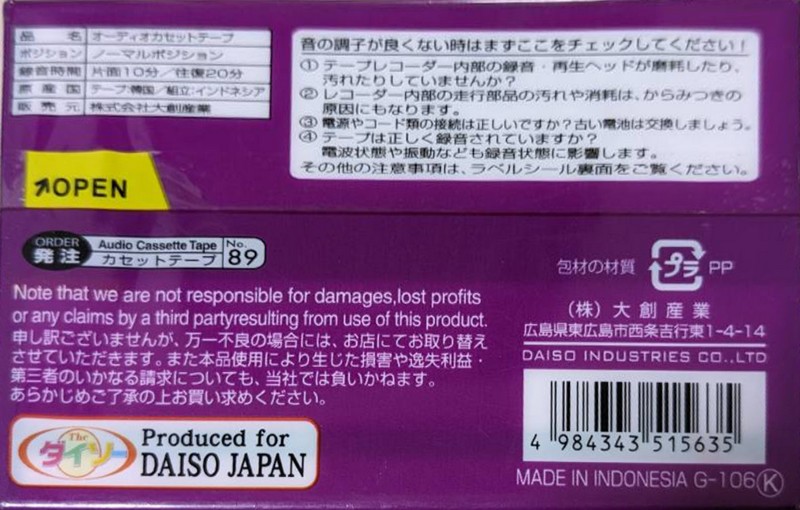 品名 オーディオカセットテープ
ポジション ノーマルポジション
録音時間 片面10分／往復20分
原産国 テープ:韓国／組立:インドネシア
販売元 株式会社大創産業
音の調子が良くない時はまずここをチェックしてください！
① テープレコーダー内部の録音・再生ヘッドが磨耗したり、
汚れたりしていませんか？
② レコーダー内部の走行部品の汚れや消耗は、からみつきの
原因にもなります。
③ 電源やコード類の接続は正しいですか？古い電池は交換しましょう。
④ テープは正しく録音されていますか？
電波状態や振動なども録音状態に影響します。
その他の注意事項は、ラベルシール裏面をご覧ください。
OPEN
ORDER 発注 Audio Cassette Tape カセットテープ No. 89
Note that we are not responsible for damages,lost profits
or any claims by a third partyresulting from use of this product.
申し訳ございませんが、万一不良の場合には、お店にてお取り替え
させていただきます。また本品使用により生じた損害や逸失利益・
第三者のいかなる請求についても、当社では負いかねます。
あらかじめご了承の上お買い求めください。
The ダイソー
Produced for
DAISO JAPAN
包材の材質 プラ PP
（株）大創産業
広島県東広島市西条吉行東1-4-14
DAISO INDUSTRIES CO.,LTD
4 984343 515635
MADE IN INDONESIA G-106 K